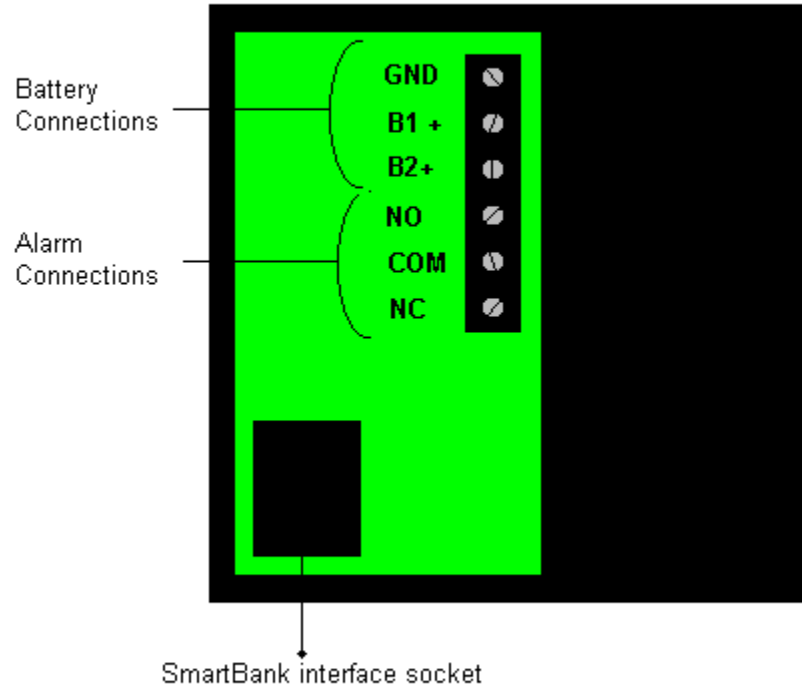 Battery
Connections
GND
B1 +
B2+
Alarm
Connections
NO
COM
NC
SmartBank interface socket